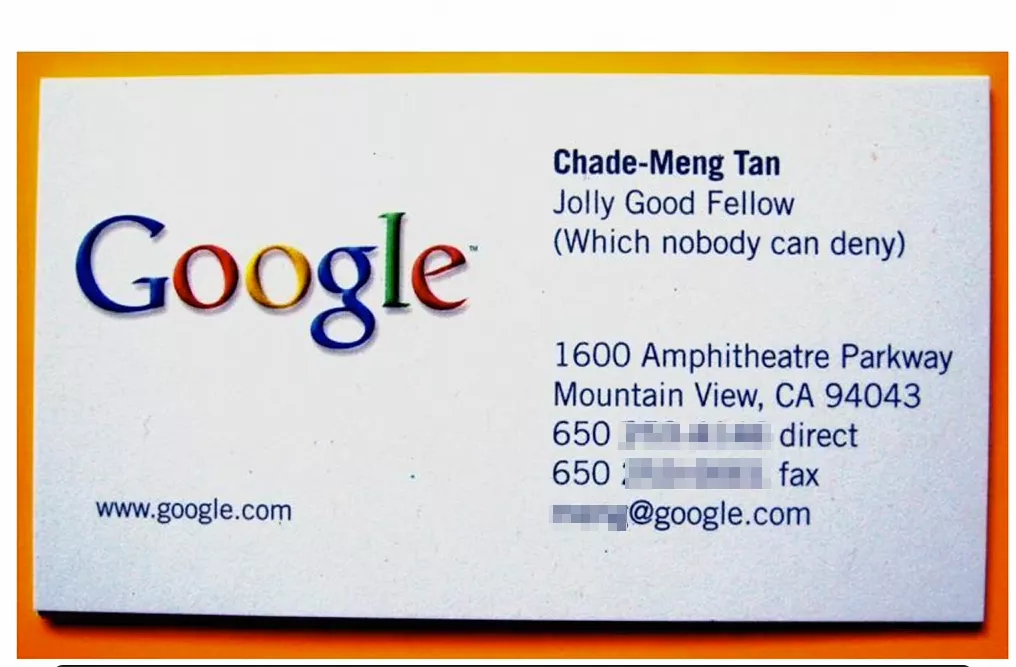 Google™
www.google.com
Chade-Meng Tan
Jolly Good Fellow
(Which nobody can deny)
1600 Amphitheatre Parkway
Mountain View, CA 94043
650 direct
650 fax
@google.com